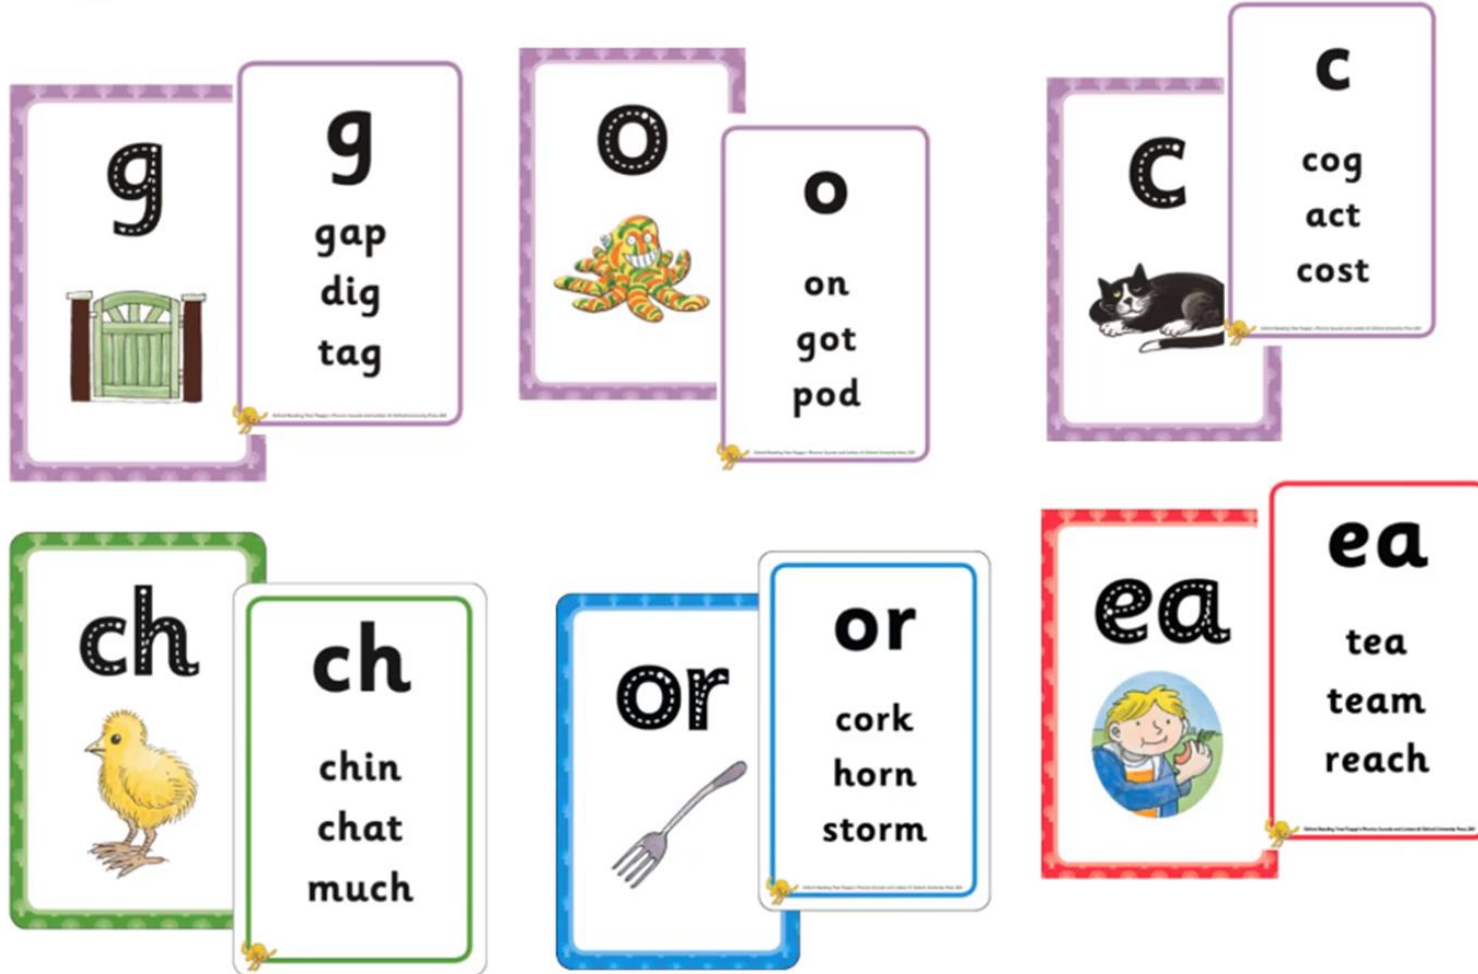 g
g
gap
dig
tag
o
o
on
got
pod
c
c
cog
act
cost
ch
ch
chin
chat
much
or
or
cork
horn
storm
ea
ea
tea
team
reach